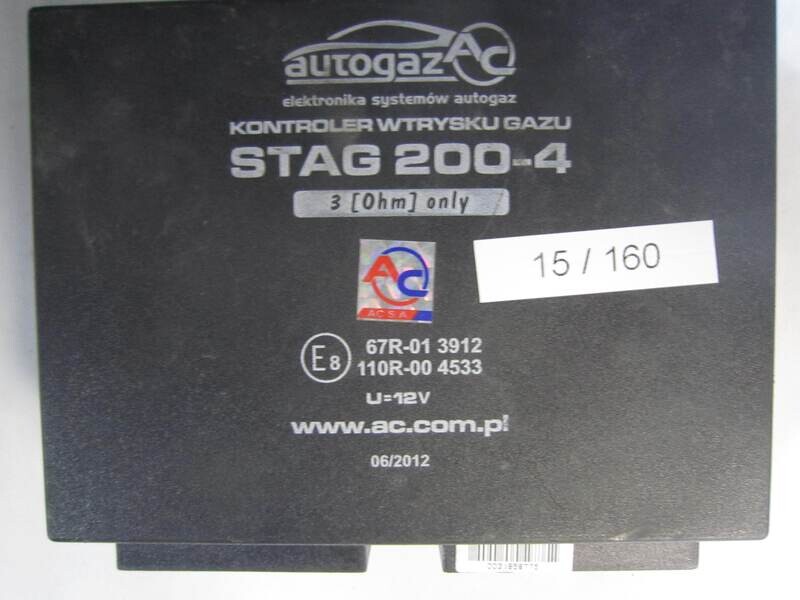 autogaz AC
elektronika systemów autogaz
KONTROLER WTRYSKU GAZU
STAG 200-4
3 [Ohm] only
15 / 160
AC
AC S.A.
E8
67R-01 3912
110R-00 4533
U=12V
www.ac.com.pl
06/2012